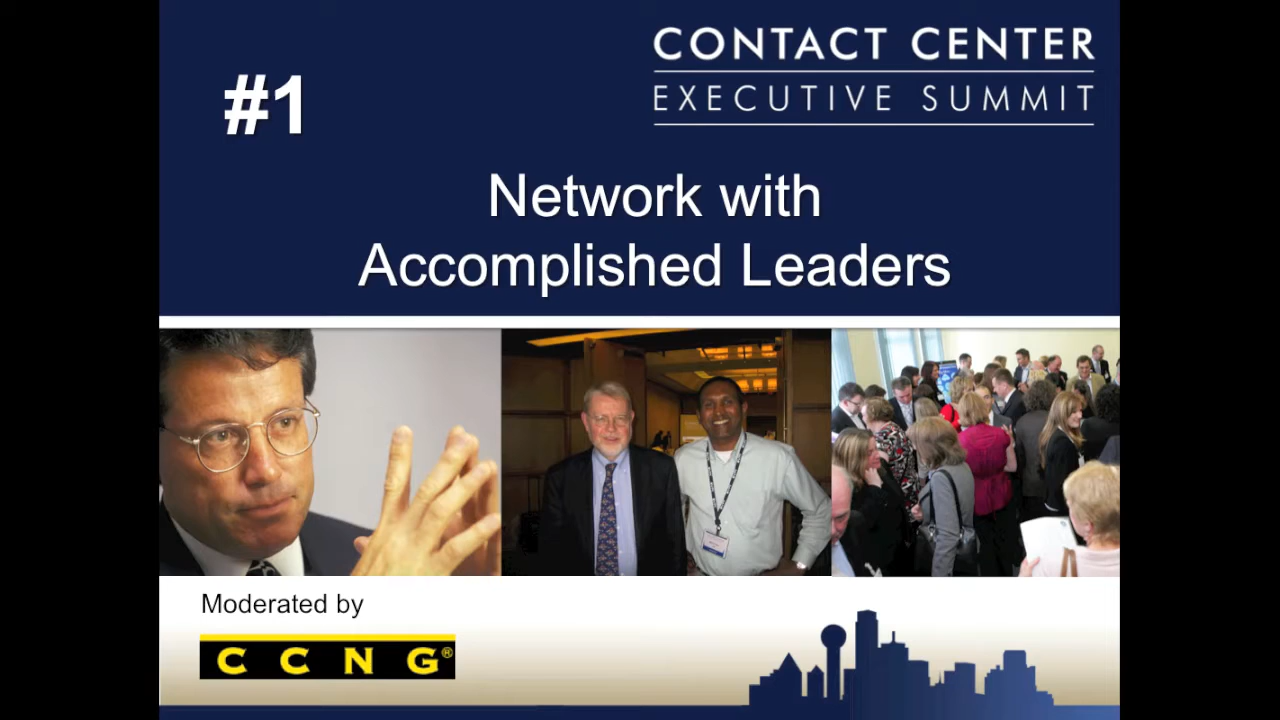 #1
CONTACT CENTER
EXECUTIVE SUMMIT
Network with
Accomplished Leaders
Moderated by
CCNG®